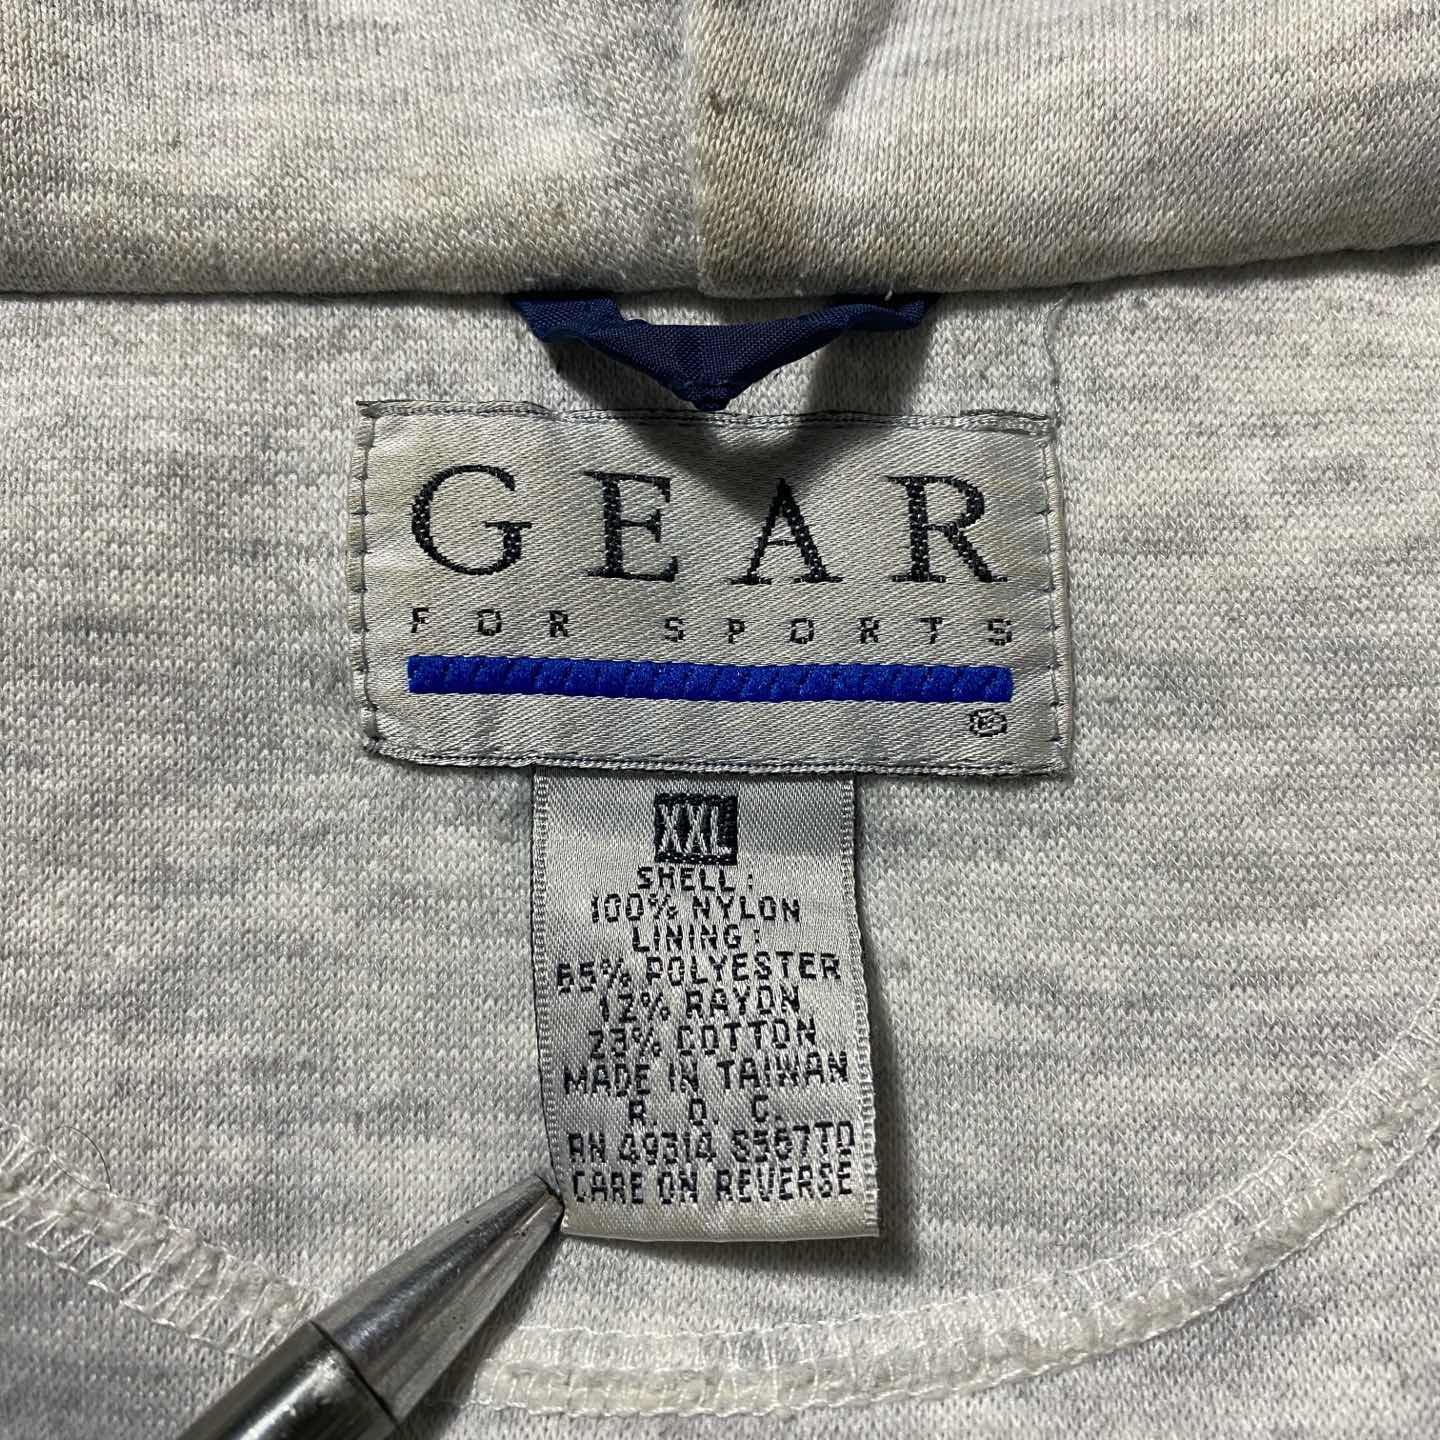 GEAR
FOR SPORTS
®
XXL
SHELL:
100% NYLON
LINING:
65% POLYESTER
12% RAYON
23% COTTON
MADE IN TAIWAN
R. O. C.
RN 49314 S567TD
CARE ON REVERSE